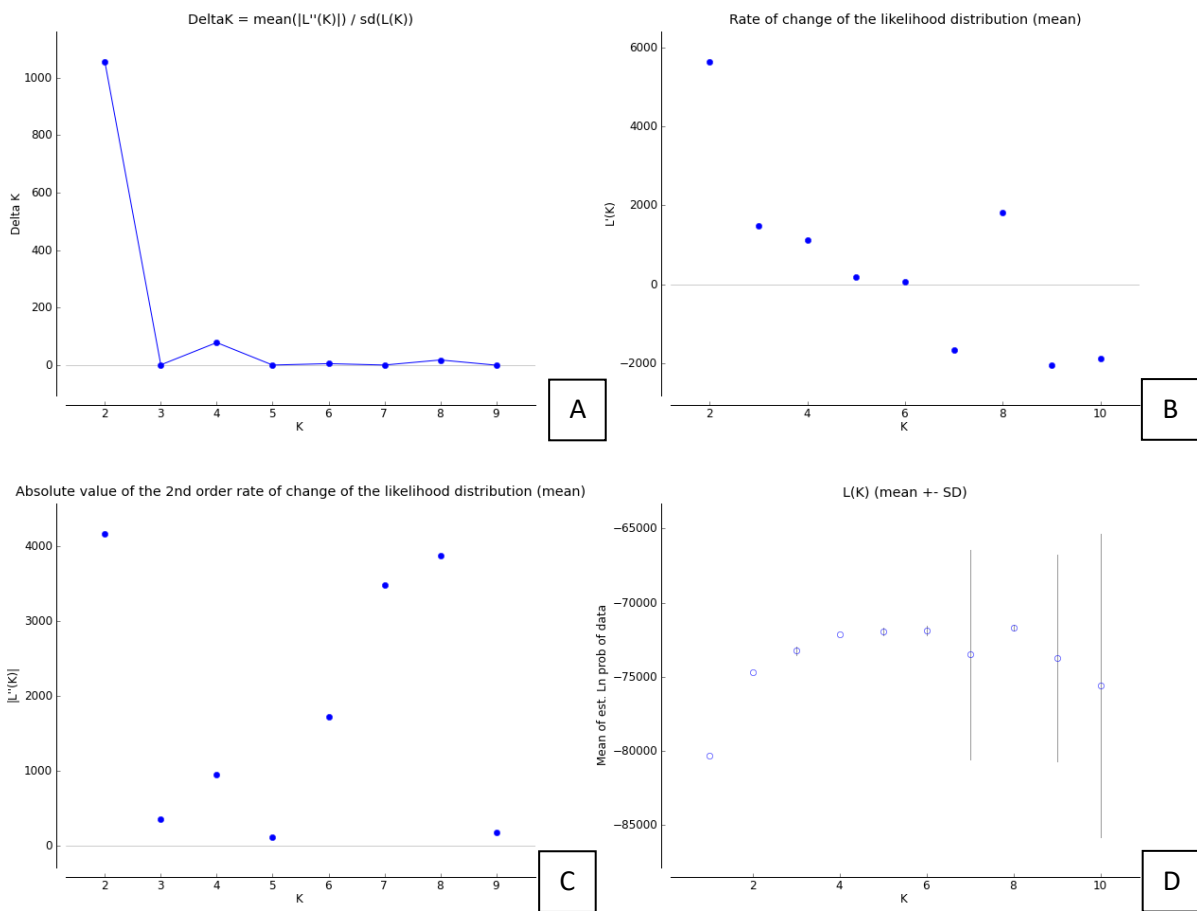 DeltaK = mean(|L''(K)|) / sd(L(K))
1000
800
600
400
200
0
Delta K
2 3 4 5 6 7 8 9
K
A
Rate of change of the likelihood distribution (mean)
6000
4000
2000
0
−2000
L'(K)
2 4 6 8 10
K
B
Absolute value of the 2nd order rate of change of the likelihood distribution (mean)
4000
3000
2000
1000
0
|L''(K)|
2 3 4 5 6 7 8 9
K
C
L(K) (mean +- SD)
−65000
−70000
−75000
−80000
−85000
Mean of est. Ln prob of data
2 4 6 8 10
K
D